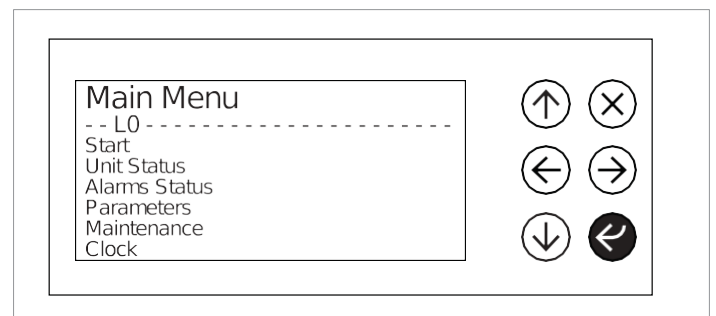 Main Menu
-- L0 - - - - - - - - - - - - - - - - - - - - - -
Start
Unit Status
Alarms Status
Parameters
Maintenance
Clock